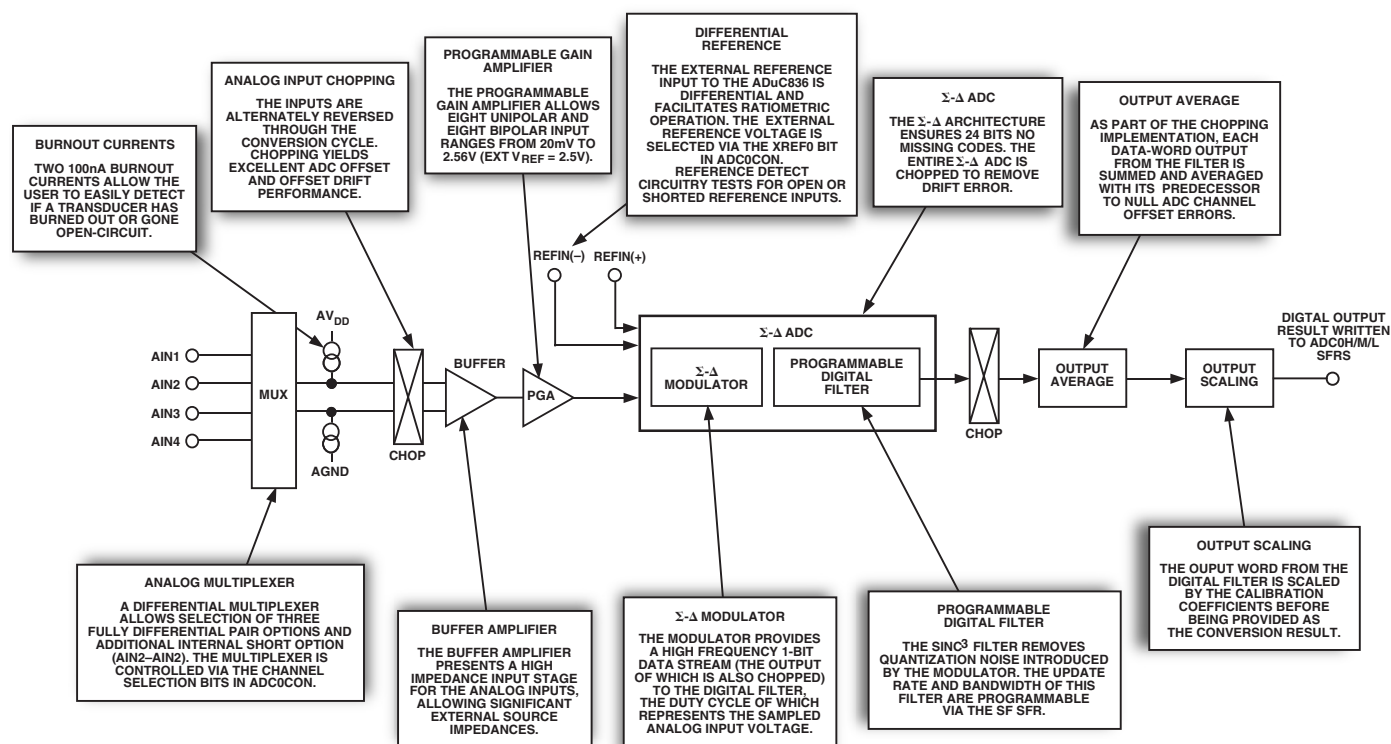 BURNOUT CURRENTS
TWO 100nA BURNOUT
CURRENTS ALLOW THE
USER TO EASILY DETECT
IF A TRANSDUCER HAS
BURNED OUT OR GONE
OPEN-CIRCUIT.
ANALOG INPUT CHOPPING
THE INPUTS ARE
ALTERNATELY REVERSED
THROUGH THE
CONVERSION CYCLE.
CHOPPING YIELDS
EXCELLENT ADC OFFSET
AND OFFSET DRIFT
PERFORMANCE.
PROGRAMMABLE GAIN
AMPLIFIER
THE PROGRAMMABLE
GAIN AMPLIFIER ALLOWS
EIGHT UNIPOLAR AND
EIGHT BIPOLAR INPUT
RANGES FROM 20mV TO
2.56V (EXT VREF = 2.5V).
DIFFERENTIAL
REFERENCE
THE EXTERNAL REFERENCE
INPUT TO THE ADuC836 IS
DIFFERENTIAL AND
FACILITATES RATIOMETRIC
OPERATION. THE EXTERNAL
REFERENCE VOLTAGE IS
SELECTED VIA THE XREF0 BIT
IN ADC0CON.
REFERENCE DETECT
CIRCUITRY TESTS FOR OPEN OR
SHORTED REFERENCE INPUTS.
Σ-Δ ADC
THE Σ-Δ ARCHITECTURE
ENSURES 24 BITS NO
MISSING CODES. THE
ENTIRE Σ-Δ ADC IS
CHOPPED TO REMOVE
DRIFT ERROR.
OUTPUT AVERAGE
AS PART OF THE CHOPPING
IMPLEMENTATION, EACH
DATA-WORD OUTPUT
FROM THE FILTER IS
SUMMED AND AVERAGED
WITH ITS PREDECESSOR
TO NULL ADC CHANNEL
OFFSET ERRORS.
REFIN(–) REFIN(+)
AVDD
AIN1
AIN2
AIN3
AIN4
MUX
AGND
CHOP
BUFFER
PGA
Σ-Δ ADC
Σ-Δ
MODULATOR
PROGRAMMABLE
DIGITAL
FILTER
CHOP
OUTPUT
AVERAGE
OUTPUT
SCALING
DIGTAL OUTPUT
RESULT WRITTEN
TO ADC0H/M/L
SFRS
ANALOG MULTIPLEXER
A DIFFERENTIAL MULTIPLEXER
ALLOWS SELECTION OF THREE
FULLY DIFFERENTIAL PAIR OPTIONS AND
ADDITIONAL INTERNAL SHORT OPTION
(AIN2–AIN2). THE MULTIPLEXER IS
CONTROLLED VIA THE CHANNEL
SELECTION BITS IN ADC0CON.
BUFFER AMPLIFIER
THE BUFFER AMPLIFIER
PRESENTS A HIGH
IMPEDANCE INPUT STAGE
FOR THE ANALOG INPUTS,
ALLOWING SIGNIFICANT
EXTERNAL SOURCE
IMPEDANCES.
Σ-Δ MODULATOR
THE MODULATOR PROVIDES
A HIGH FREQUENCY 1-BIT
DATA STREAM (THE OUTPUT
OF WHICH IS ALSO CHOPPED)
TO THE DIGITAL FILTER,
THE DUTY CYCLE OF WHICH
REPRESENTS THE SAMPLED
ANALOG INPUT VOLTAGE.
PROGRAMMABLE
DIGITAL FILTER
THE SINC³ FILTER REMOVES
QUANTIZATION NOISE INTRODUCED
BY THE MODULATOR. THE UPDATE
RATE AND BANDWIDTH OF THIS
FILTER ARE PROGRAMMABLE
VIA THE SF SFR.
OUTPUT SCALING
THE OUPUT WORD FROM THE
DIGITAL FILTER IS SCALED
BY THE CALIBRATION
COEFFICIENTS BEFORE
BEING PROVIDED AS
THE CONVERSION RESULT.